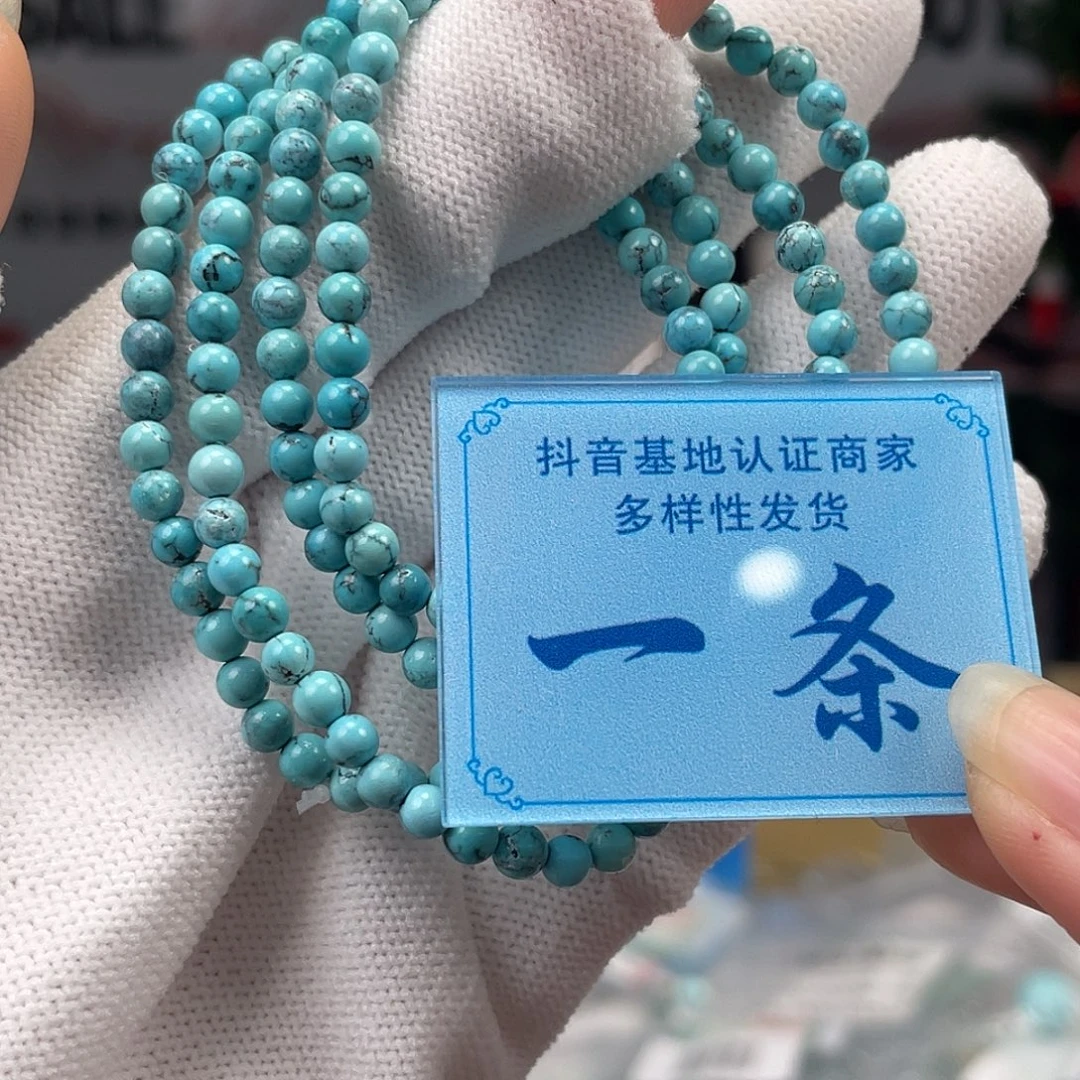 抖音基地认证商家
多样性发货
一条